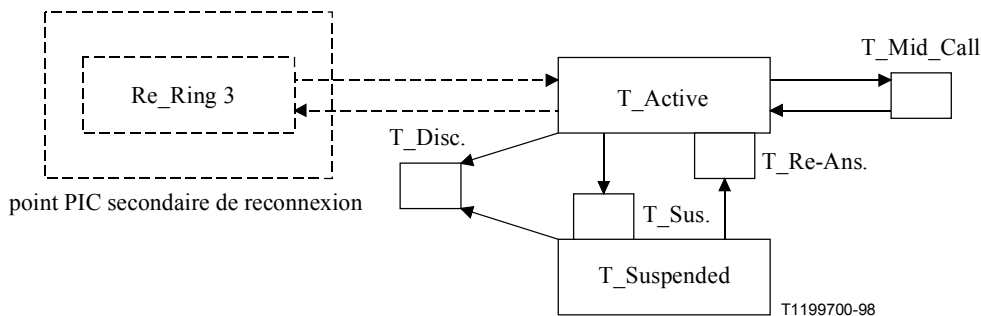 T_Mid_Call
Re_Ring 3
T_Active
T_Disc.
T_Re-Ans.
point PIC secondaire de reconnexion
T_Sus.
T_Suspended
T1199700-98